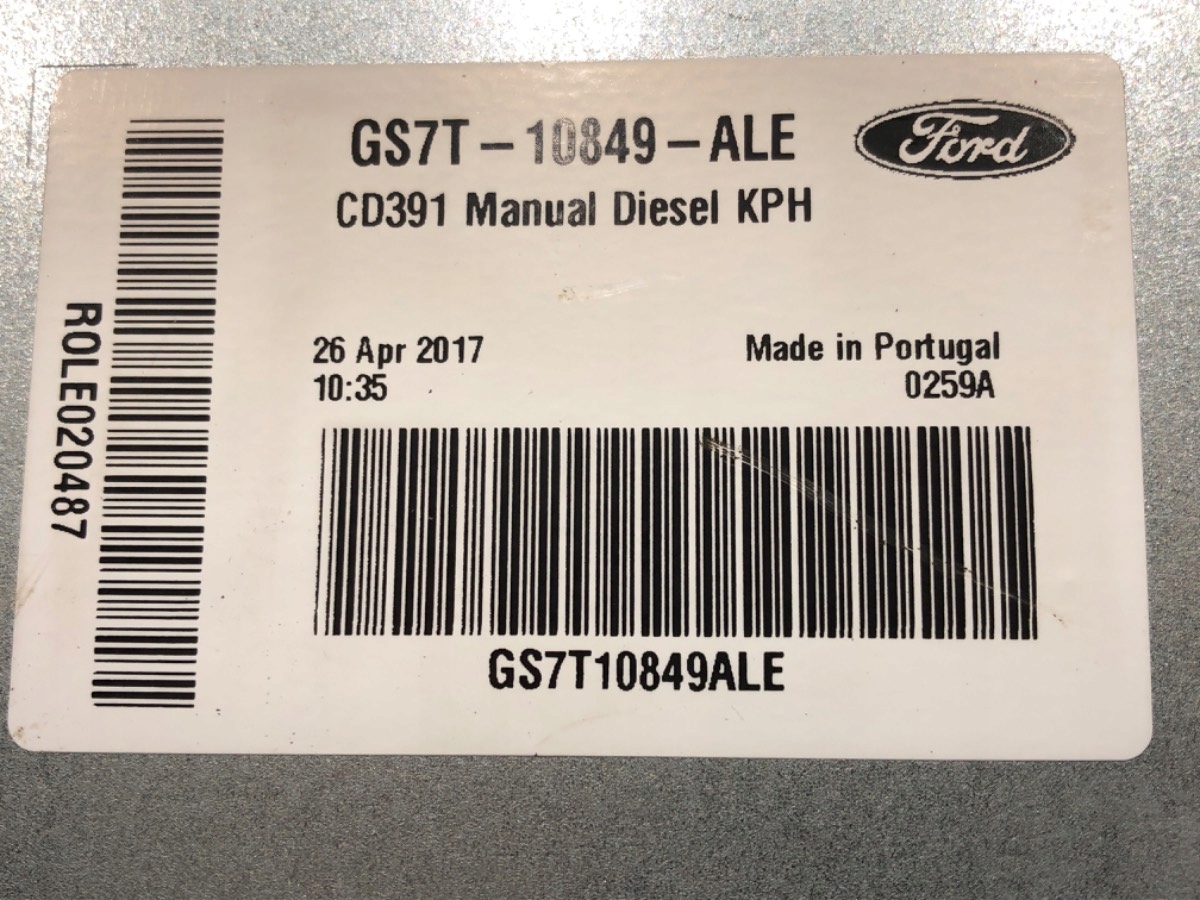 GS7T-10849-ALE
Ford
CD391 Manual Diesel KPH
26 Apr 2017
10:35
Made in Portugal
0259A
GS7T10849ALE
ROLE020487